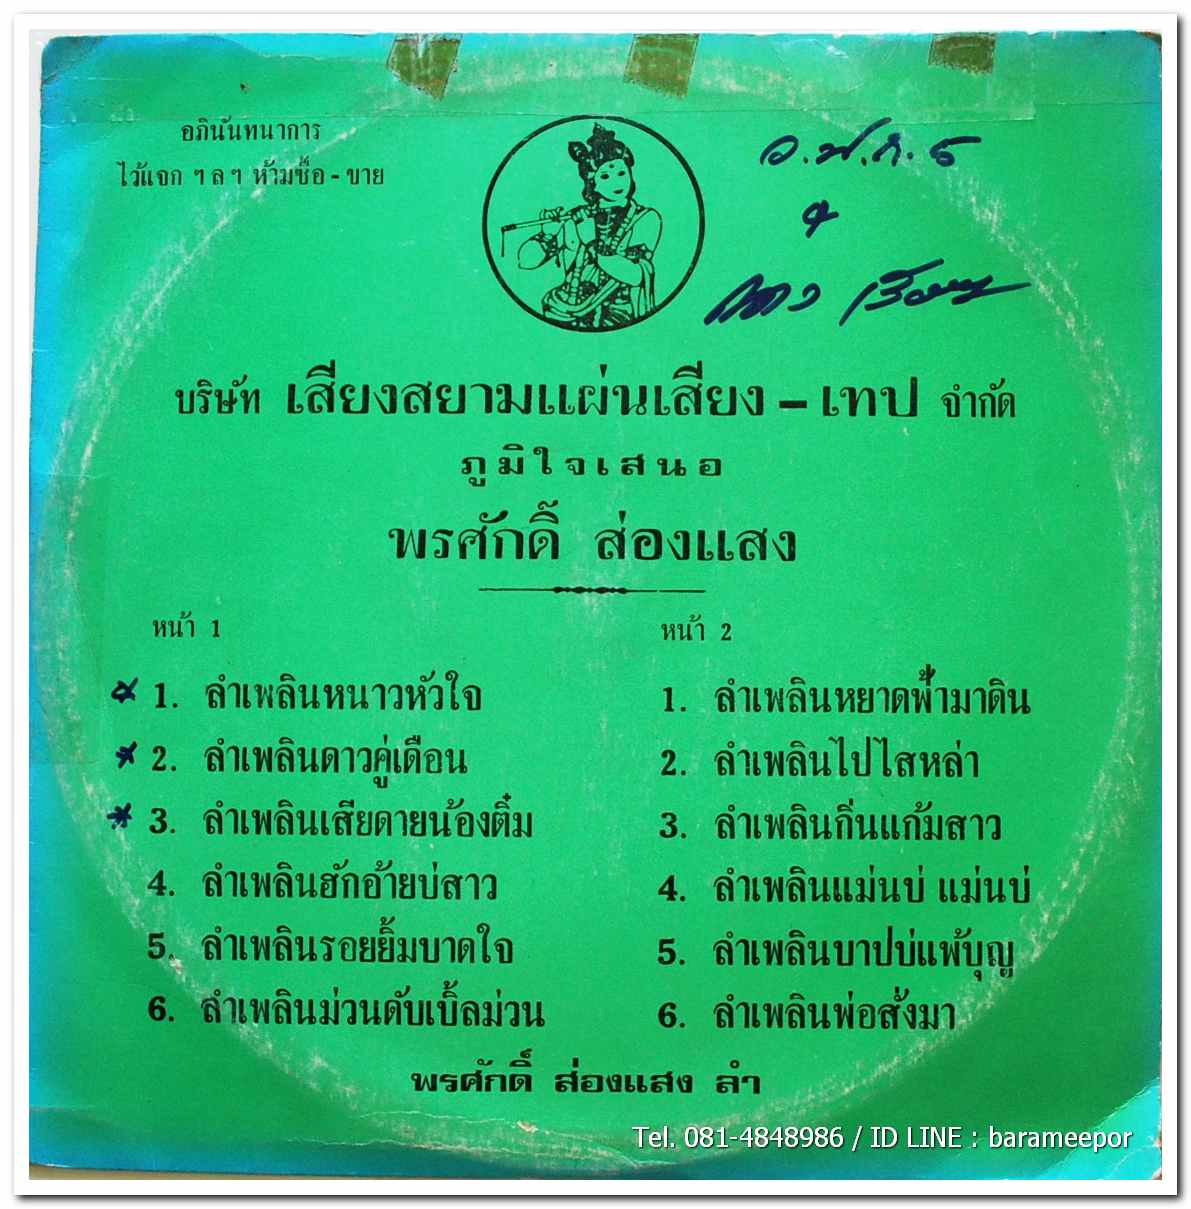 อภินันทนาการ
ไว้แจก ฯ ล ฯ ห้ามซื้อ - ขาย
อ.ฟ.ก. ๕
บริษัท เสียงสยามแผ่นเสียง - เทป จำกัด
ภูมิใจเสนอ
พรศักดิ์ ส่องแสง
หน้า 1
1. ลำเพลินหนาวหัวใจ
2. ลำเพลินดาวคู่เดือน
3. ลำเพลินเสียดายน้องติ๋ม
4. ลำเพลินฮักอ้ายบ่สาว
5. ลำเพลินรอยยิ้มบาดใจ
6. ลำเพลินม่วนดับเบิ้ลม่วน
หน้า 2
1. ลำเพลินหยาดฟ้ามาดิน
2. ลำเพลินไปไสหล่า
3. ลำเพลินกิ่นแก้มสาว
4. ลำเพลินแม่นบ่ แม่นบ่
5. ลำเพลินบาปบ่แพ้บุญ
6. ลำเพลินพ่อสั่งมา
พรศักดิ์ ส่องแสง ลำ
Tel. 081-4848986 / ID LINE : barameepor